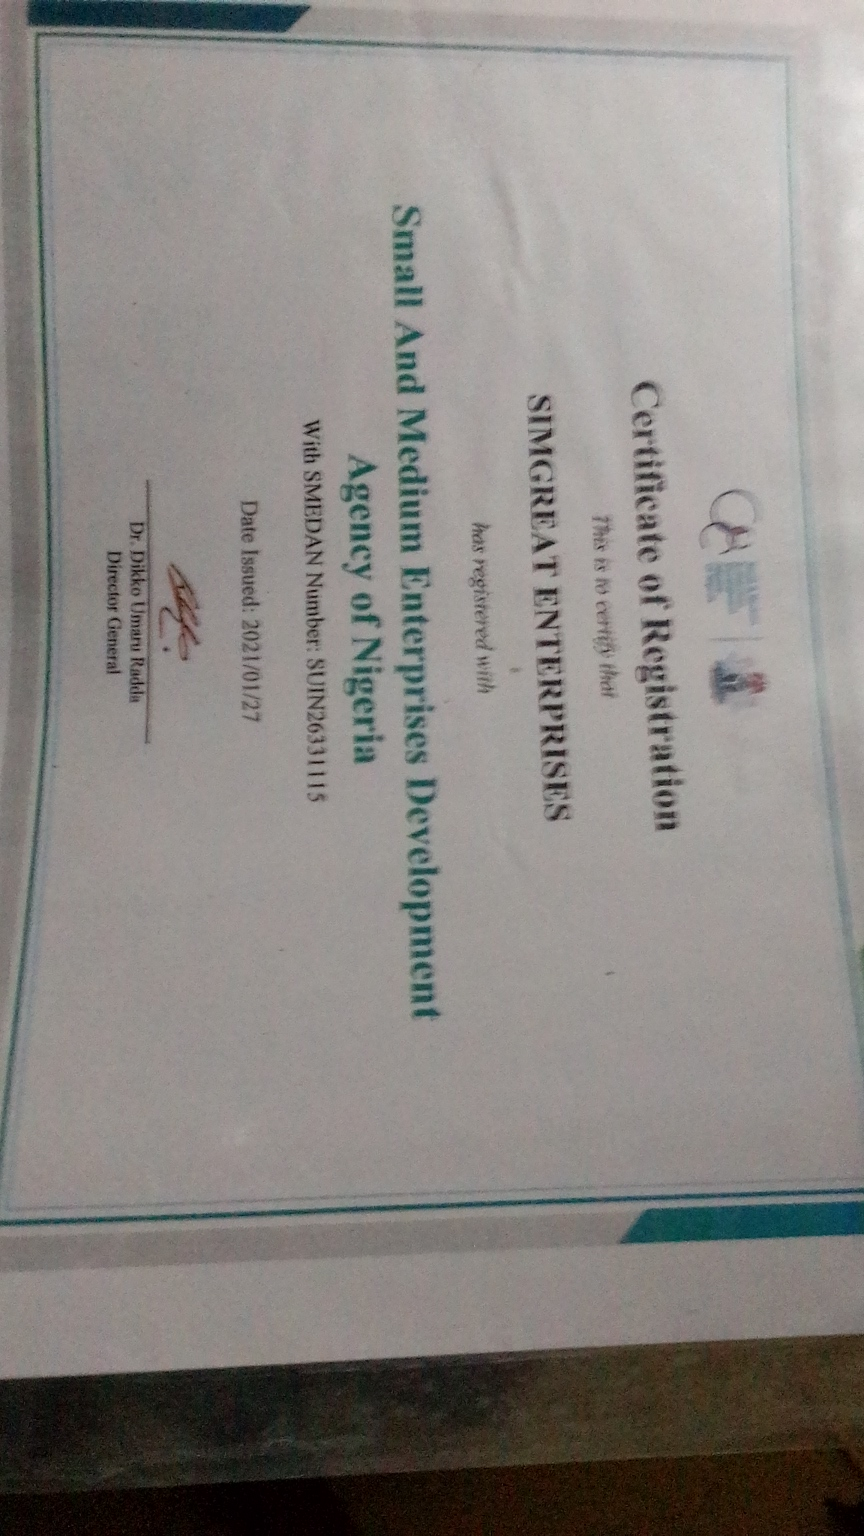 Certificate of Registration
This is to certify that
SIMGREAT ENTERPRISES
has registered with
Small And Medium Enterprises Development
Agency of Nigeria
With SMEDAN Number: SUIN26331115
Date Issued: 2021/01/27
Dr. Dikko Umaru Radda
Director General